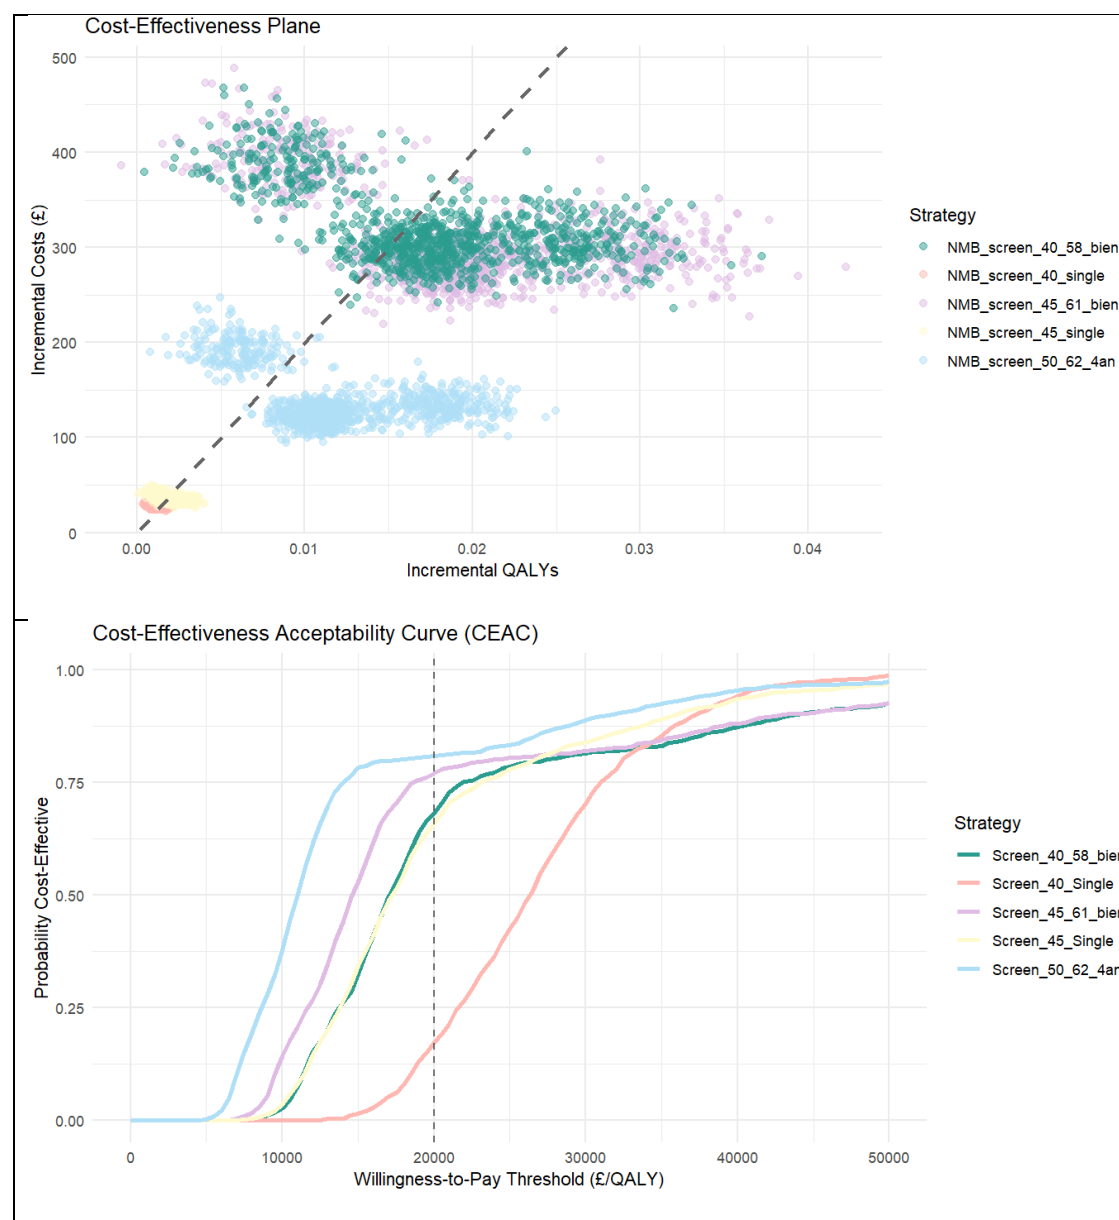 Cost-Effectiveness Plane
500
400
300
200
100
0
Incremental Costs (£)
0.00 0.01 0.02 0.03 0.04
Incremental QALYs
Strategy
NMB_screen_40_58_bien
NMB_screen_40_single
NMB_screen_45_61_bien
NMB_screen_45_single
NMB_screen_50_62_4an
Cost-Effectiveness Acceptability Curve (CEAC)
1.00
0.75
0.50
0.25
0.00
Probability Cost-Effective
0 10000 20000 30000 40000 50000
Willingness-to-Pay Threshold (£/QALY)
Strategy
Screen_40_58_bien
Screen_40_Single
Screen_45_61_bien
Screen_45_Single
Screen_50_62_4an